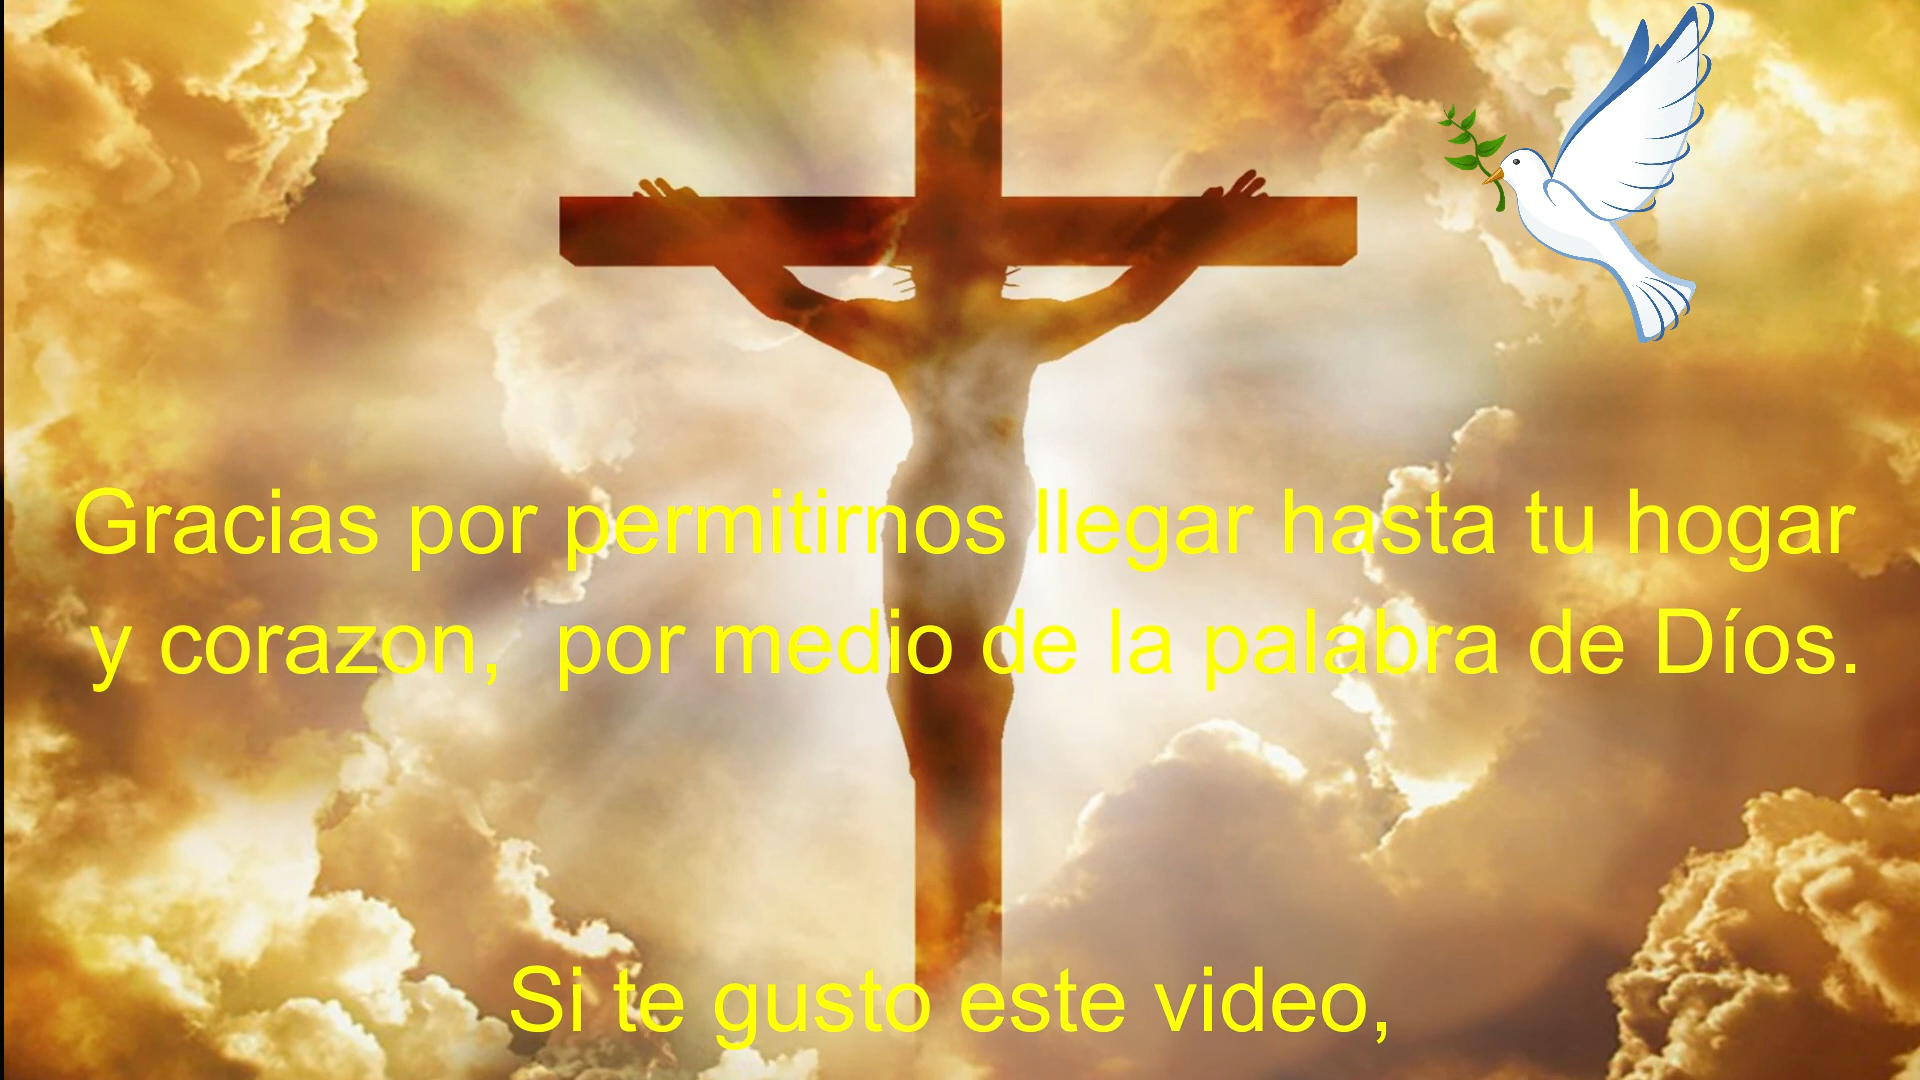 Gracias por permitirnos llegar hasta tu hogar
y corazon, por medio de la palabra de Díos.
Si te gusto este video,